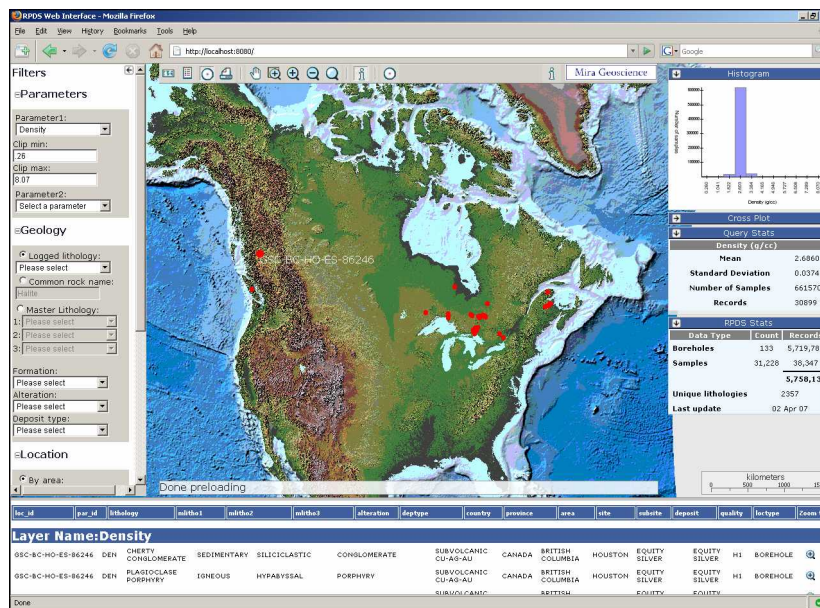 RPDS Web Interface - Mozilla Firefox
File Edit View History Bookmarks Tools Help
http://localhost:8080/
Google
Filters
Parameters
Parameter1:
Density
Clip min:
.26
Clip max:
8.07
Parameter2:
Select a parameter
Geology
Logged lithology:
Please select
Common rock name:
Halite
Master Lithology:
1: Please select
2: Please select
3: Please select
Formation:
Please select
Alteration:
Please select
Deposit type:
Please select
Location
By area:
Mira Geoscience
GSC-BC-HO-ES-86246
Done preloading
Histogram
Number of samples
Density (g/cc)
Cross Plot
Query Stats
Density (g/cc)
Mean 2.6860
Standard Deviation 0.0374
Number of Samples 661570
Records 30899
RPDS Stats
Data Type Count Records
Boreholes 133 5,719,78
Samples 31,228 38,347
5,758,13
Unique lithologies 2357
Last update 02 Apr 07
kilometers
0 500 1000
loc_id par_id lithology mlitho1 mlitho2 mlitho3 alteration deptype country province area site subsite deposit quality loctype Zoom
Layer Name:Density
GSC-BC-HO-ES-86246 DEN CHERTY CONGLOMERATE SEDIMENTARY SILICICLASTIC CONGLOMERATE SUBVOLCANIC CU-AG-AU CANADA BRITISH COLUMBIA HOUSTON EQUITY SILVER EQUITY SILVER H1 BOREHOLE
GSC-BC-HO-ES-86246 DEN PLAGIOCLASE PORPHYRY IGNEOUS HYPABYSSAL PORPHYRY SUBVOLCANIC CU-AG-AU CANADA BRITISH COLUMBIA HOUSTON EQUITY SILVER EQUITY SILVER H1 BOREHOLE
SUBVOLCANIC BRITISH EQUITY EQUITY
Done